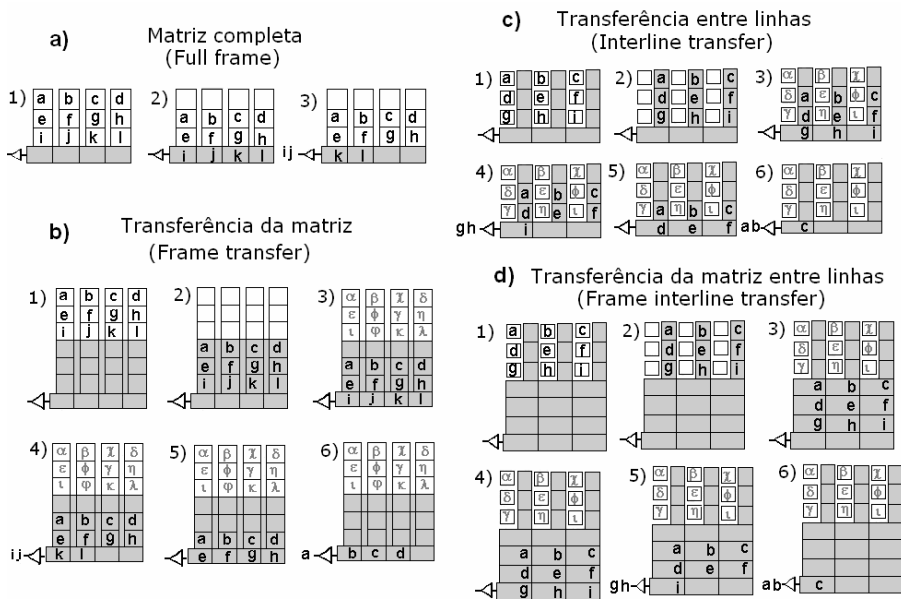 a) Matriz completa
(Full frame)
1) 2) 3)
a b c d
e f g h
i j k l
a b c d
e f g h
i j k l
a b c d
e f g h
ij k l
b) Transferência da matriz
(Frame transfer)
1) 2) 3)
a b c d
e f g h
i j k l
a b c d
e f g h
i j k l
α β χ δ
ε ϕ γ η
ι φ κ λ
a b c d
e f g h
i j k l
4) 5) 6)
α β χ δ
ε ϕ γ η
ι φ κ λ
a b c d
e f g h
ij k l
α β χ δ
ε ϕ γ η
ι φ κ λ
a b c d
e f g h
α β χ δ
ε ϕ γ η
ι φ κ λ
a b c d
c) Transferência entre linhas
(Interline transfer)
1) 2) 3)
a b c
d e f
g h i
a b c
d e f
g h i
α β χ
δ a ε b ϕ c
γ d η e ι f
g h i
4) 5) 6)
α β χ
δ a ε b ϕ c
γ d η e ι f
gh i
α β χ
δ ε ϕ
γ a η b ι c
d e f
α β χ
δ ε ϕ
γ η ι
ab c
d) Transferência da matriz entre linhas
(Frame interline transfer)
1) 2) 3)
a b c
d e f
g h i
a b c
d e f
g h i
α β χ
δ ε ϕ
γ η ι
a b c
d e f
g h i
4) 5) 6)
α β χ
δ ε ϕ
γ η ι
a b c
d e f
g h i
α β χ
δ ε ϕ
γ η ι
a b c
d e f
gh i
α β χ
δ ε ϕ
γ η ι
ab c